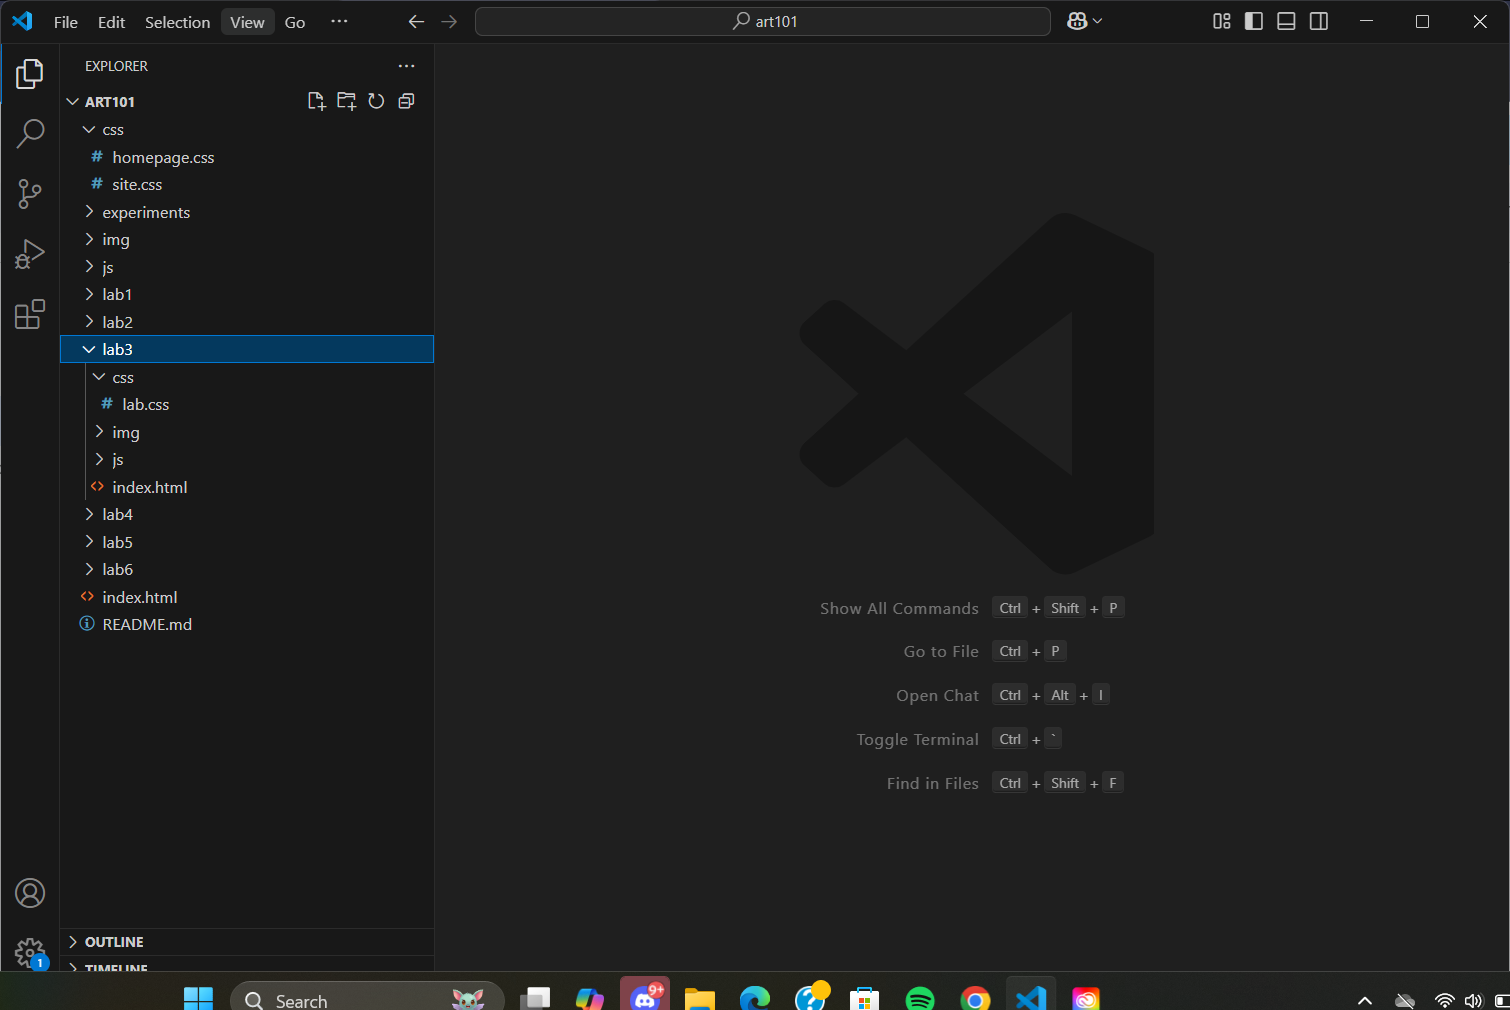 File Edit Selection View Go ··· art101
EXPLORER ···
ART101
css
# homepage.css
# site.css
experiments
img
js
lab1
lab2
lab3
css
# lab.css
img
js
<> index.html
lab4
lab5
lab6
<> index.html
README.md
Show All Commands Ctrl + Shift + P
Go to File Ctrl + P
Open Chat Ctrl + Alt + I
Toggle Terminal Ctrl + `
Find in Files Ctrl + Shift + F
OUTLINE
1
TIMELINE
Search 9+